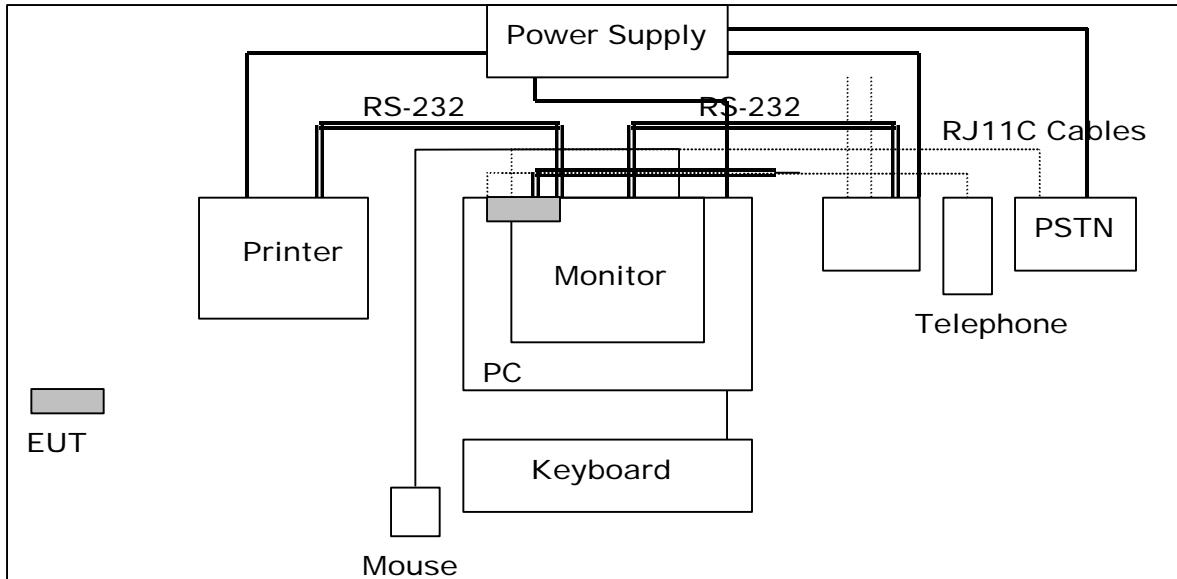 Power Supply
RS-232
RS-232
RJ11C Cables
Printer
Monitor
PSTN
Telephone
PC
EUT
Keyboard
Mouse